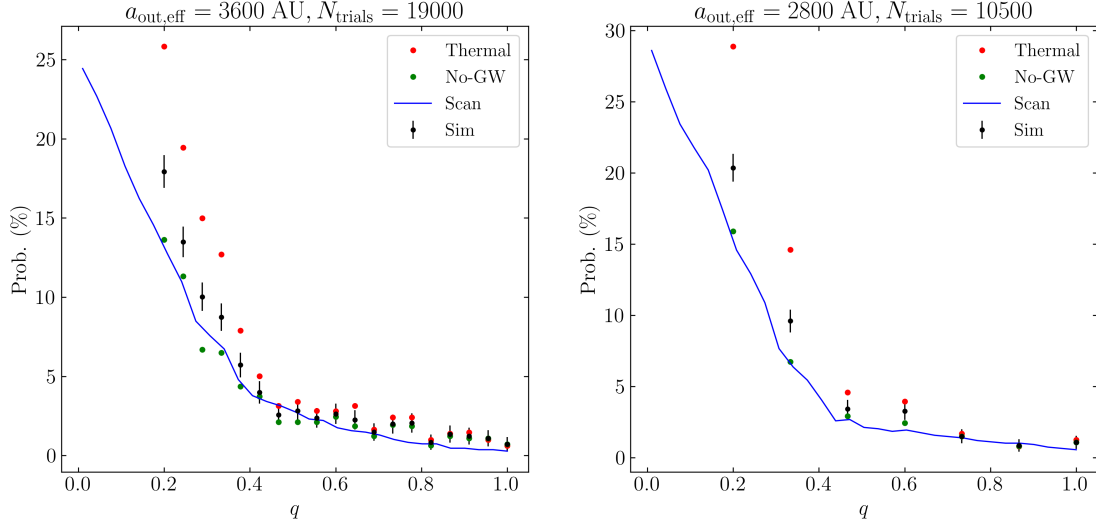 a_out,eff = 3600 AU, N_trials = 19000
Thermal
No-GW
Scan
Sim
Prob. (%)
25
20
15
10
5
0
0.0 0.2 0.4 0.6 0.8 1.0
q
a_out,eff = 2800 AU, N_trials = 10500
Thermal
No-GW
Scan
Sim
Prob. (%)
30
25
20
15
10
5
0
0.0 0.2 0.4 0.6 0.8 1.0
q